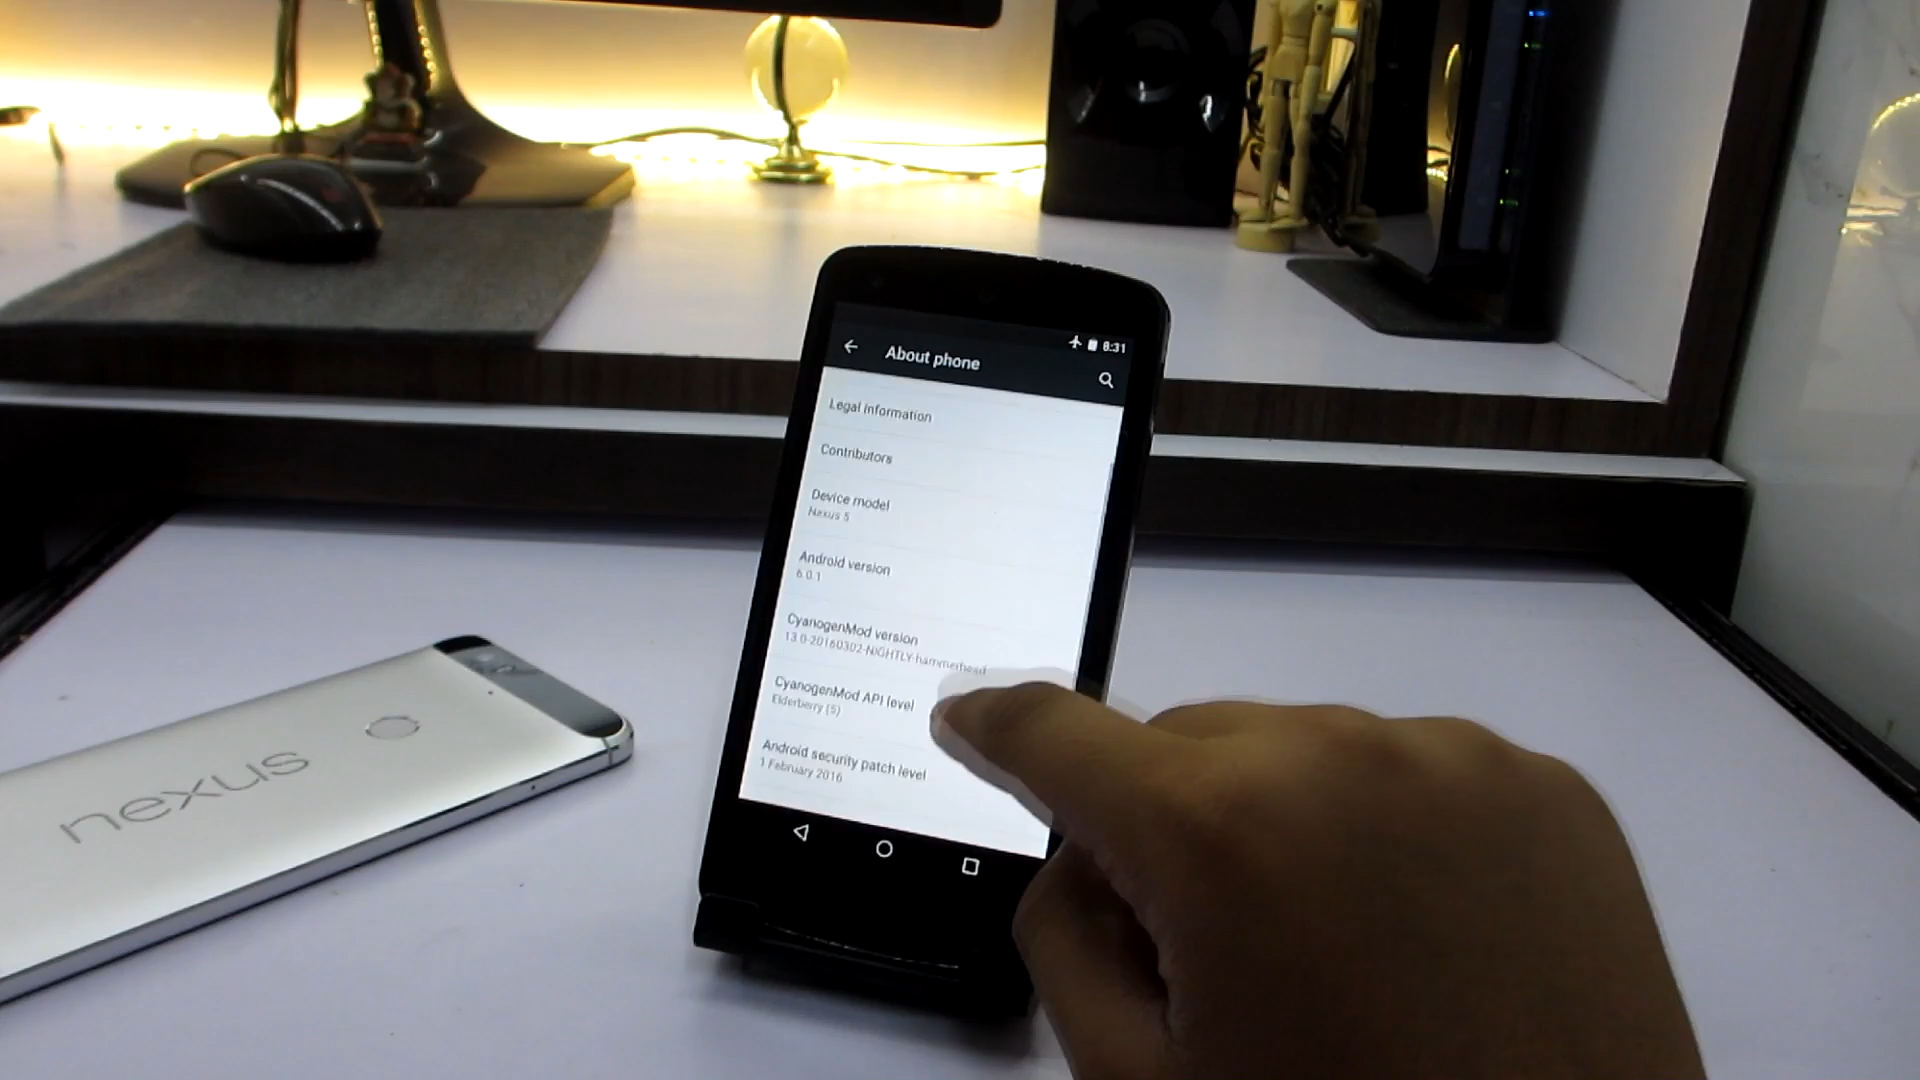 8:31
About phone
Legal information
Contributors
Device model
Nexus 5
Android version
6.0.1
CyanogenMod version
13.0-20160302-NIGHTLY-hammerhead
CyanogenMod API level
Elderberry (5)
Android security patch level
1 February 2016
nexus